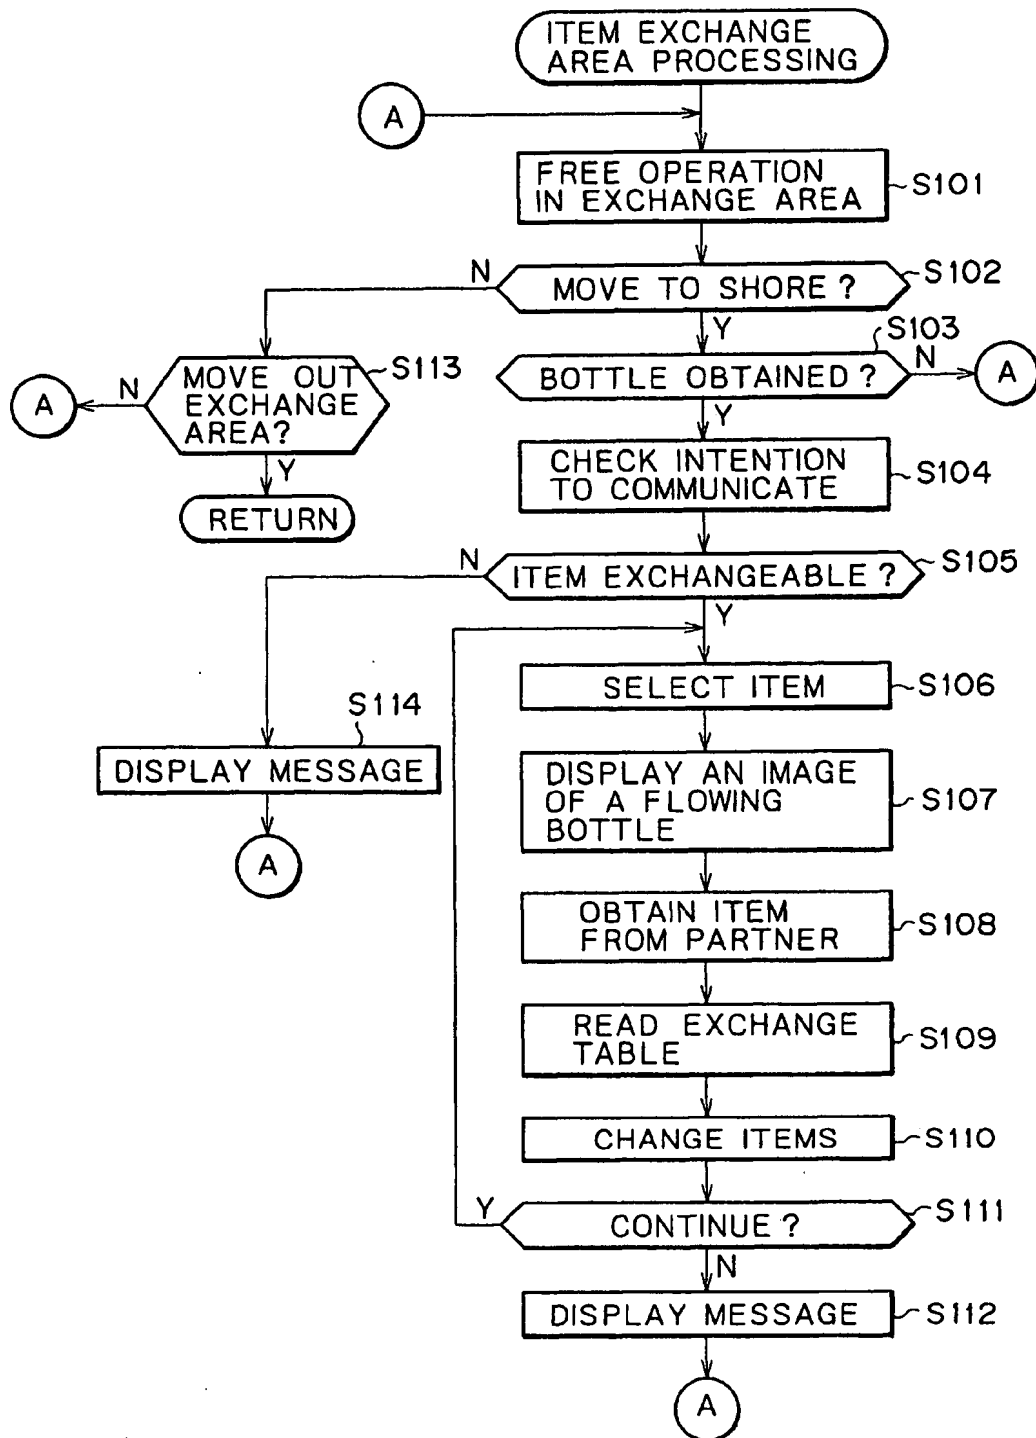 ITEM EXCHANGE
AREA PROCESSING
A
FREE OPERATION
IN EXCHANGE AREA
S101
N
MOVE TO SHORE ?
S102
Y
S103
BOTTLE OBTAINED ?
N
A
Y
A
N
MOVE OUT
EXCHANGE
AREA?
S113
Y
RETURN
CHECK INTENTION
TO COMMUNICATE
S104
N
ITEM EXCHANGEABLE ?
S105
Y
SELECT ITEM
S106
S114
DISPLAY MESSAGE
A
DISPLAY AN IMAGE
OF A FLOWING
BOTTLE
S107
OBTAIN ITEM
FROM PARTNER
S108
READ EXCHANGE
TABLE
S109
CHANGE ITEMS
S110
Y
CONTINUE ?
S111
N
DISPLAY MESSAGE
S112
A